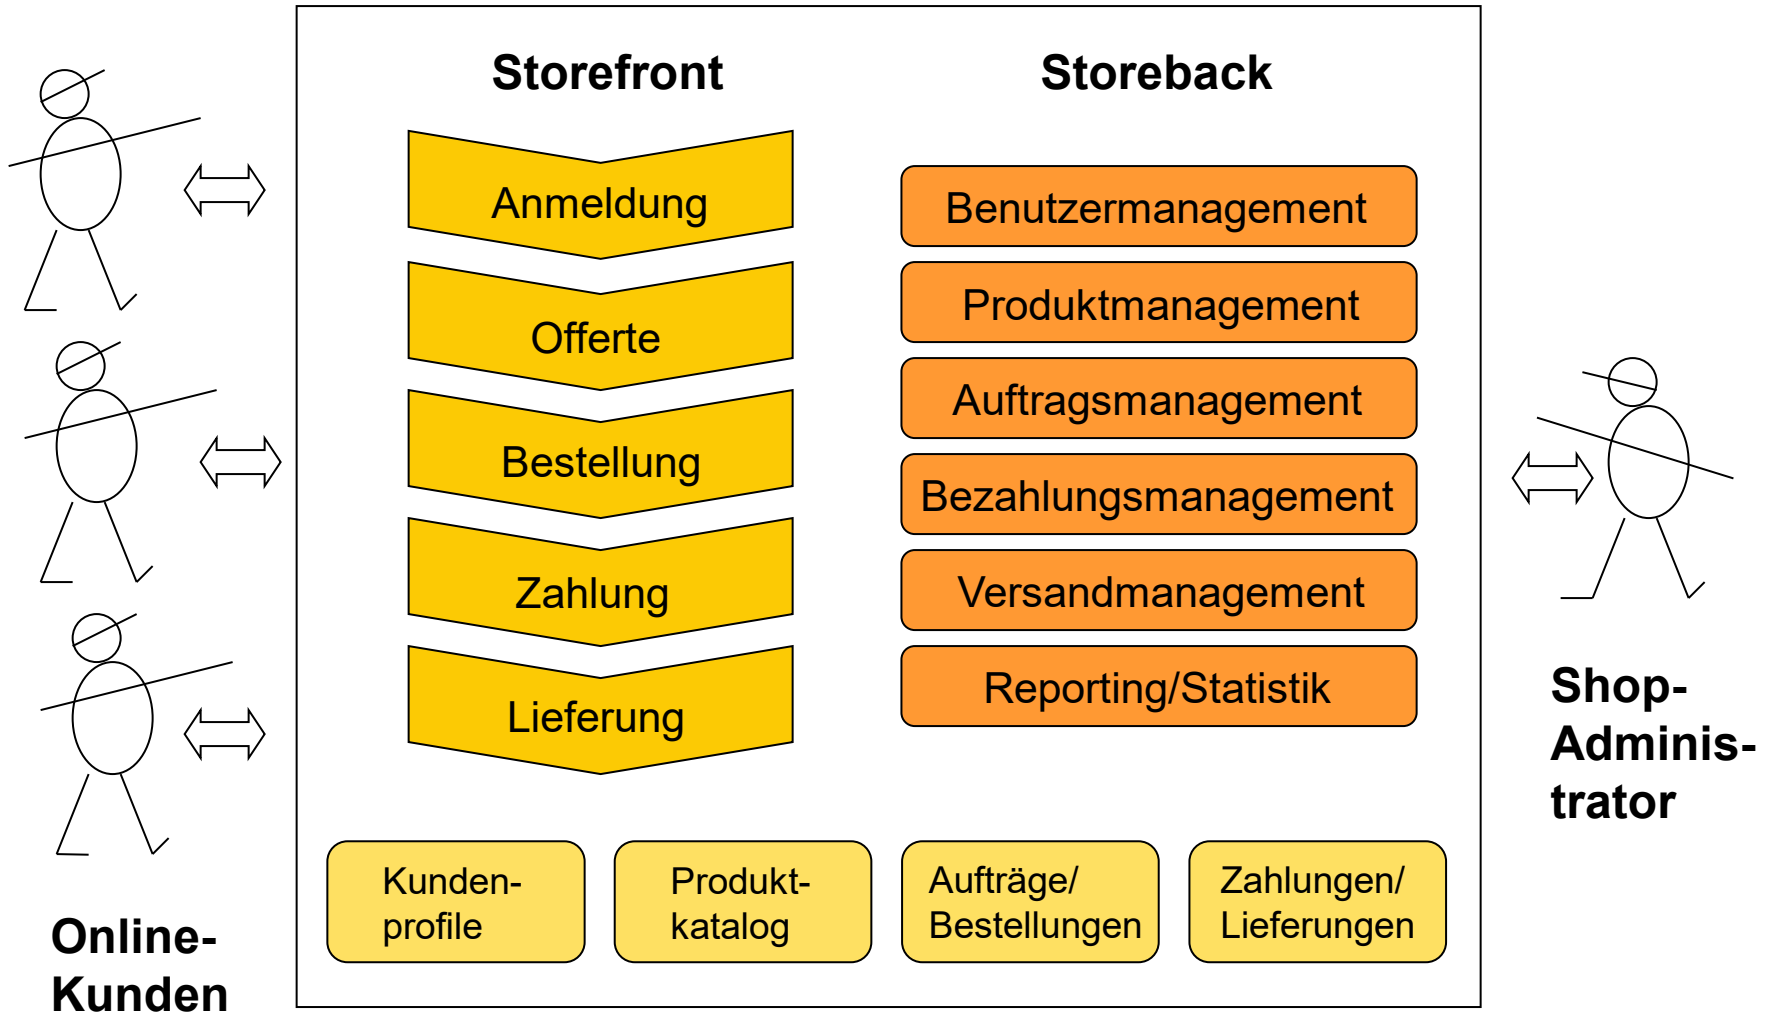 Storefront
Storeback
Anmeldung
Offerte
Bestellung
Zahlung
Lieferung
Benutzermanagement
Produktmanagement
Auftragsmanagement
Bezahlungsmanagement
Versandmanagement
Reporting/Statistik
Shop-
Adminis-
trator
Kunden-
profile
Produkt-
katalog
Aufträge/
Bestellungen
Zahlungen/
Lieferungen
Online-
Kunden